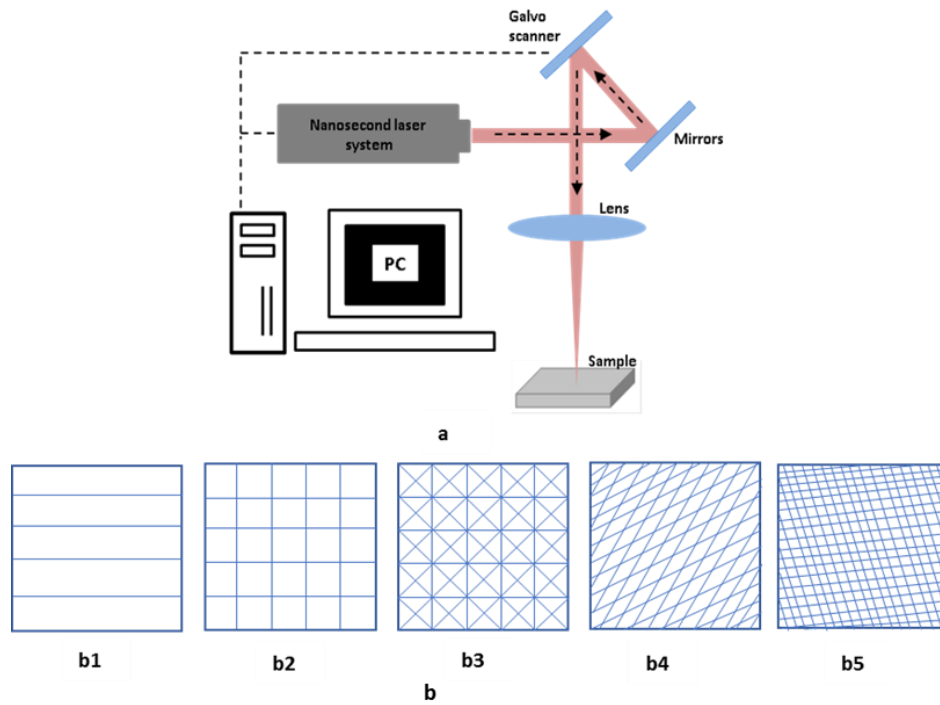 Galvo
scanner
Nanosecond laser
system
Mirrors
Lens
PC
Sample
a
b1
b2
b3
b4
b5
b